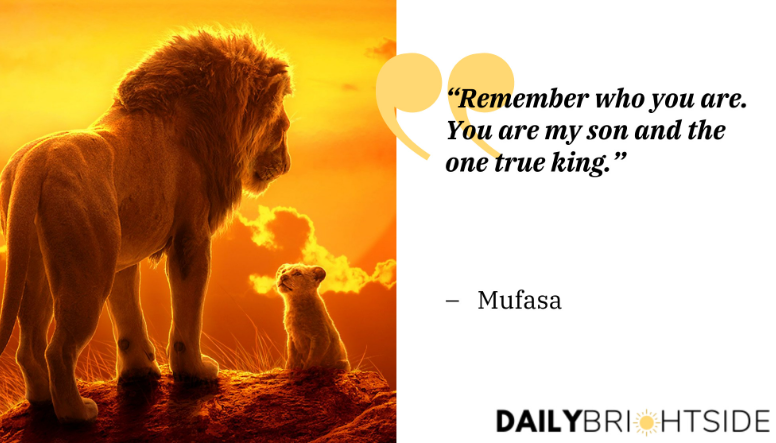 “Remember who you are.
You are my son and the
one true king.”
– Mufasa
DAILYBRIGHTSIDE